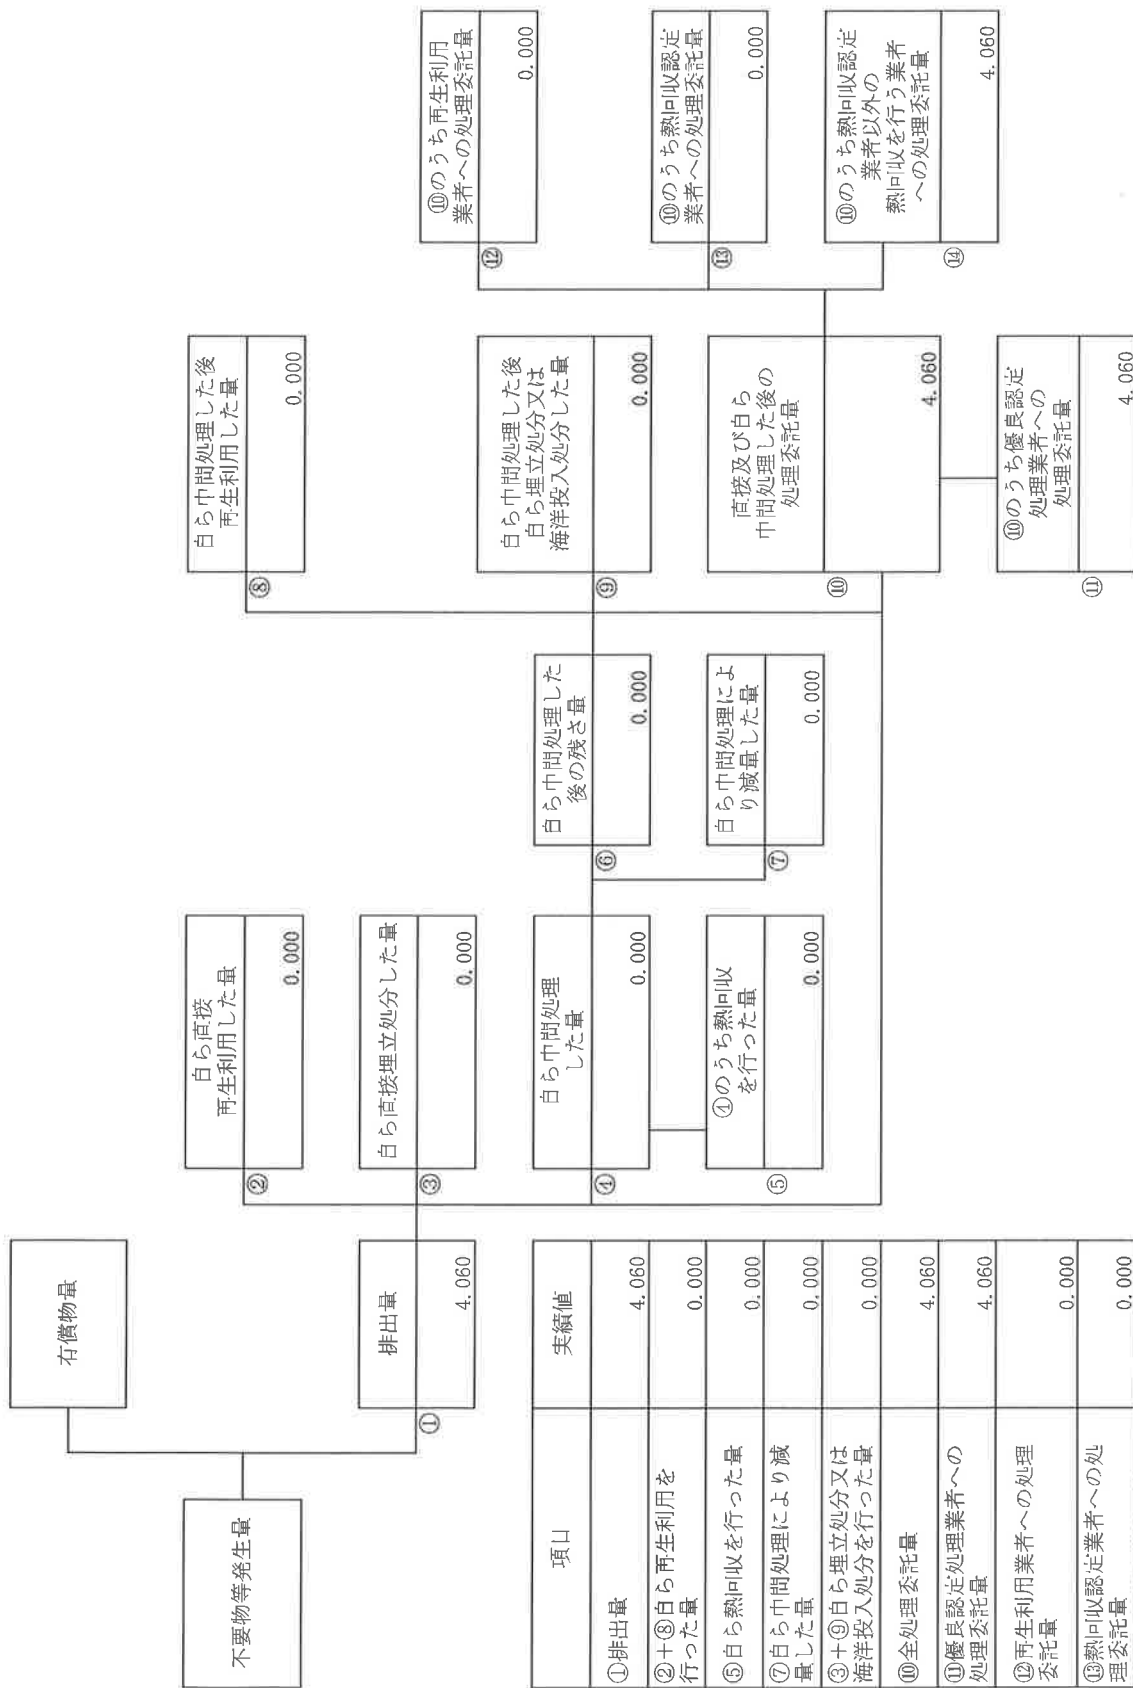 不要物等発生量
有償物量
排出量
①
4.060
自ら直接
再生利用した量
②
0.000
自ら直接埋立処分した量
③
0.000
自ら中間処理
した量
④
0.000
④のうち熱回収
を行った量
⑤
0.000
自ら中間処理した
後の残さ量
⑥
0.000
自ら中間処理によ
り減量した量
⑦
0.000
自ら中間処理した後
再生利用した量
⑧
0.000
自ら中間処理した後
自ら埋立処分又は
海洋投入処分した量
⑨
0.000
直接及び自ら
中間処理した後の
処理委託量
⑩
4.060
⑩のうち優良認定
処理業者への
処理委託量
⑪
4.060
⑩のうち再生利用
業者への処理委託量
⑫
0.000
⑩のうち熱回収認定
業者への処理委託量
⑬
0.000
⑩のうち熱回収認定
業者以外の
熱回収を行う業者
への処理委託量
⑭
4.060
項目
実績値
①排出量
4.060
②+⑧自ら再生利用を
行った量
0.000
⑤自ら熱回収を行った量
0.000
⑦自ら中間処理により減
量した量
0.000
③+⑨自ら埋立処分又は
海洋投入処分を行った量
0.000
⑩全処理委託量
4.060
⑪優良認定処理業者への
処理委託量
4.060
⑫再生利用業者への処理
委託量
0.000
⑬熱回収認定業者への処
理委託量
0.000